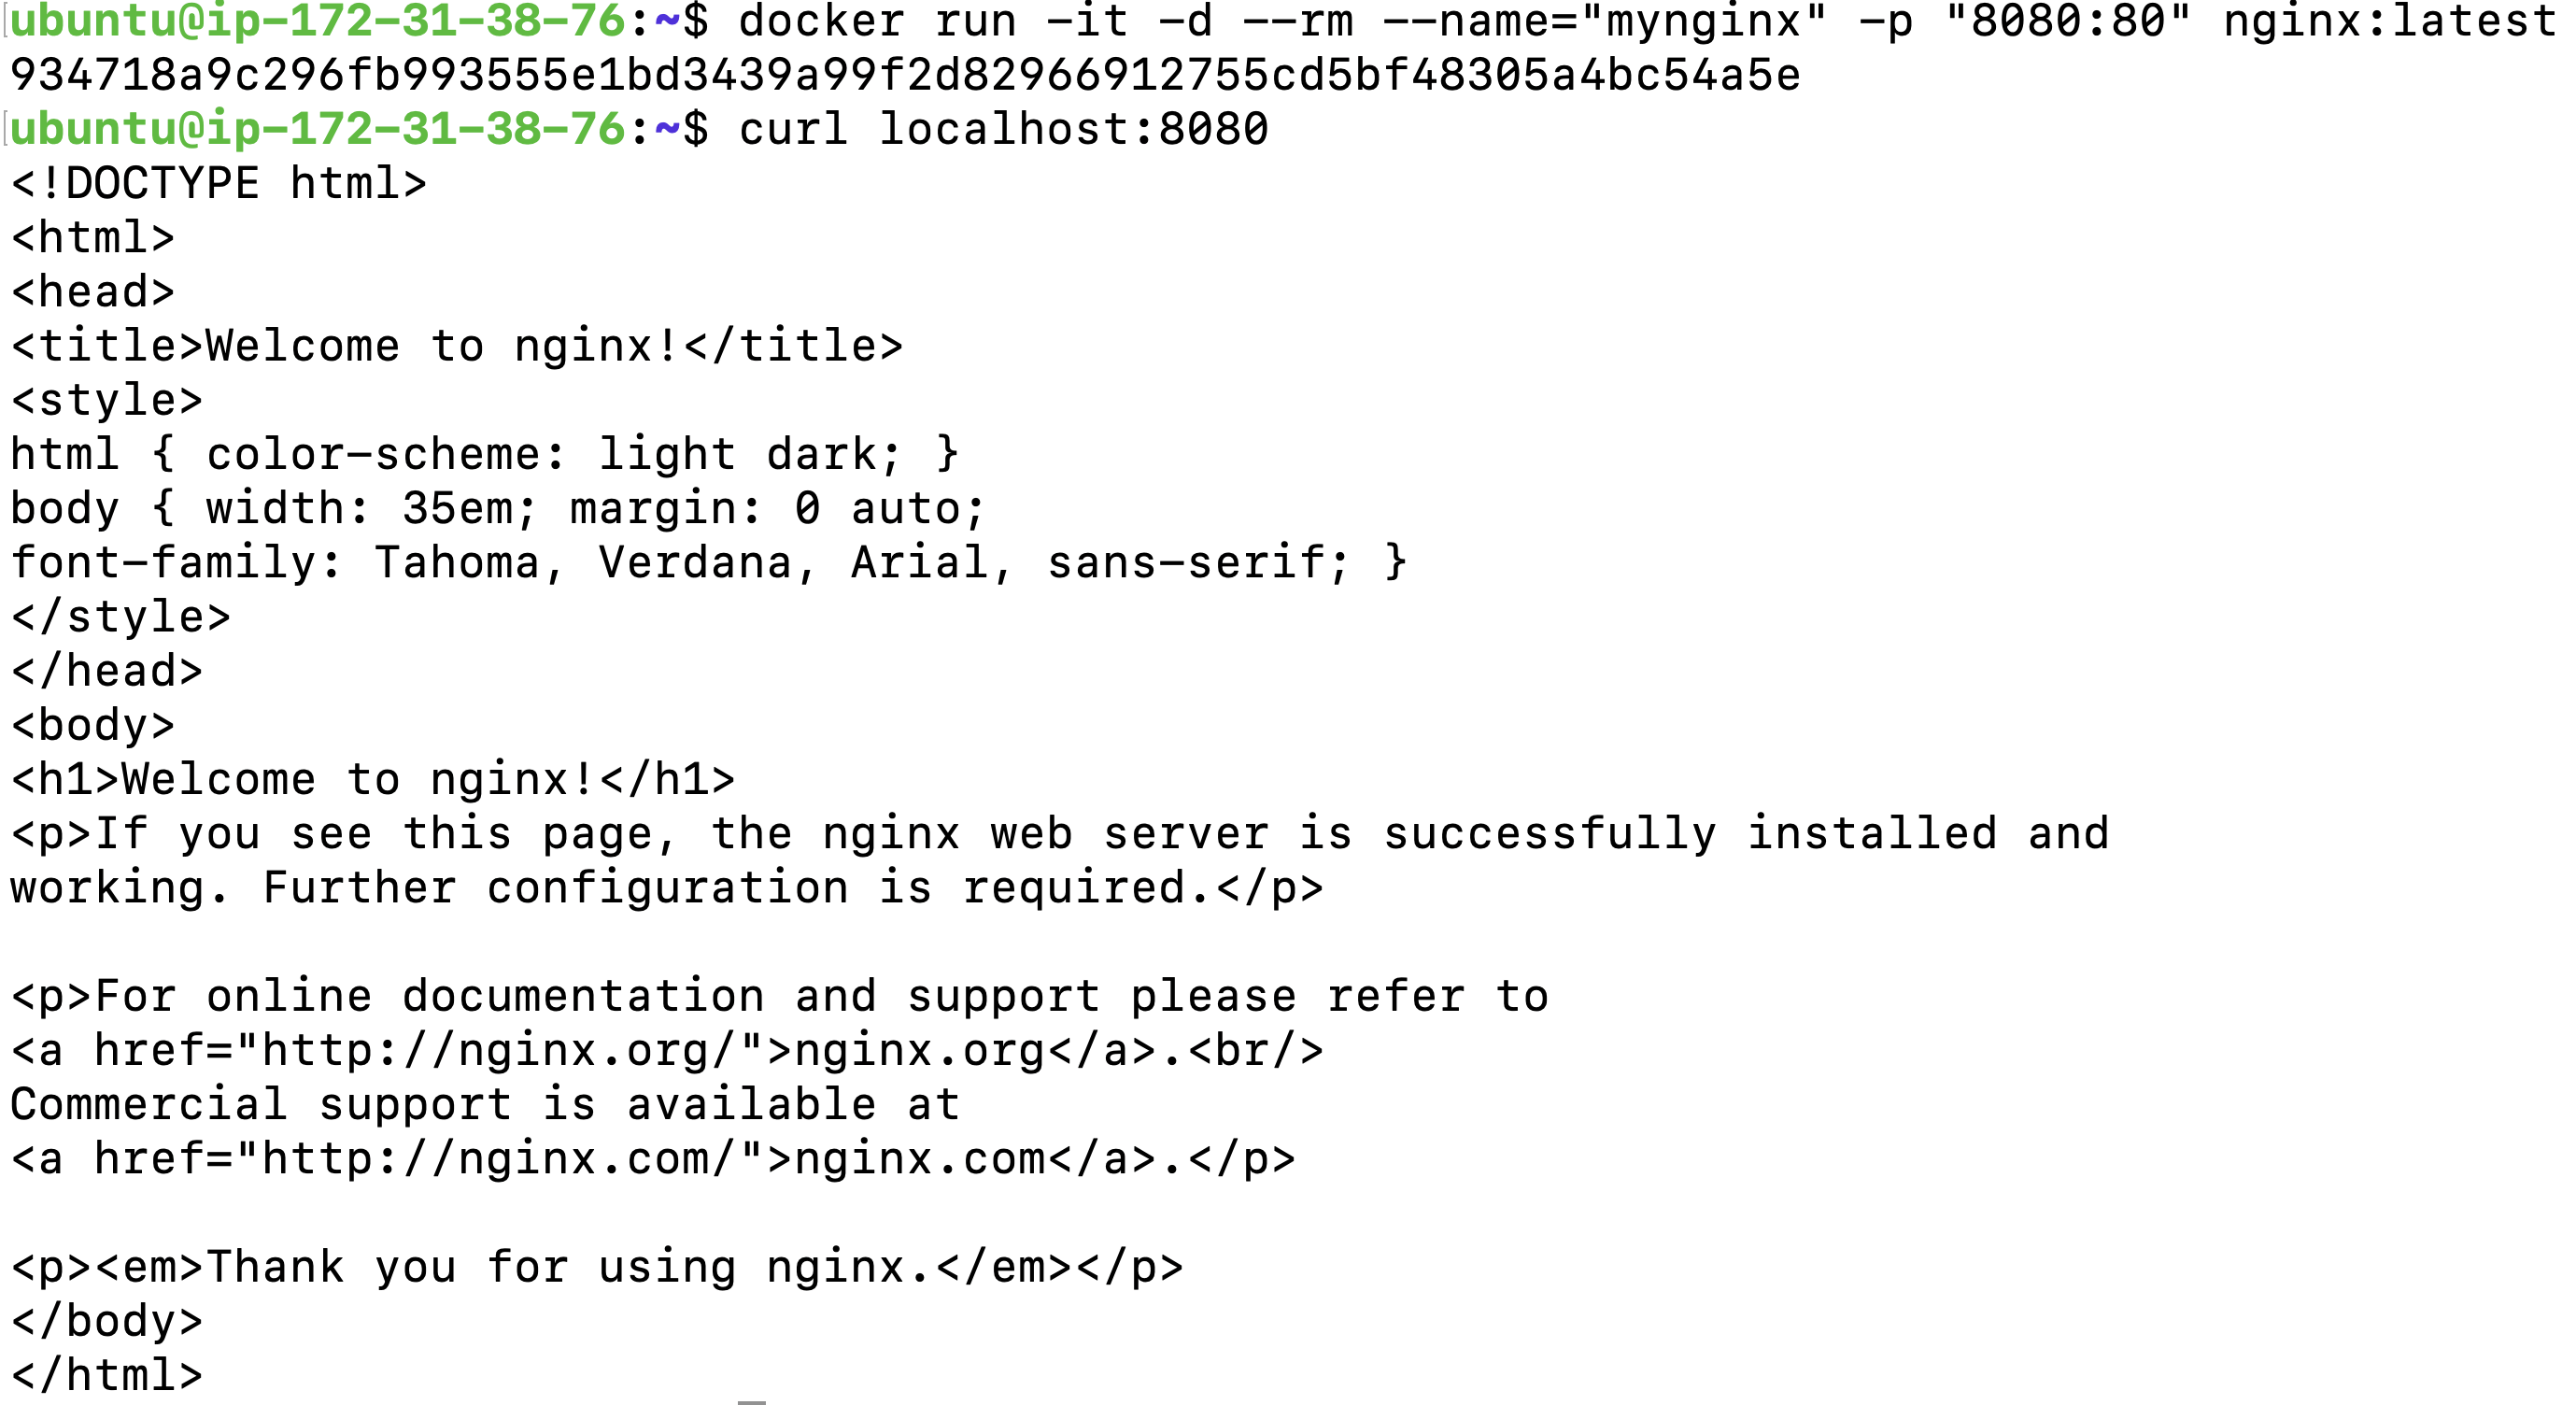 ubuntu@ip-172-31-38-76:~$ docker run -it -d --rm --name="mynginx" -p "8080:80" nginx:latest
934718a9c296fb993555e1bd3439a99f2d82966912755cd5bf48305a4bc54a5e
ubuntu@ip-172-31-38-76:~$ curl localhost:8080
<!DOCTYPE html>
<html>
<head>
<title>Welcome to nginx!</title>
<style>
html { color-scheme: light dark; }
body { width: 35em; margin: 0 auto;
font-family: Tahoma, Verdana, Arial, sans-serif; }
</style>
</head>
<body>
<h1>Welcome to nginx!</h1>
<p>If you see this page, the nginx web server is successfully installed and
working. Further configuration is required.</p>

<p>For online documentation and support please refer to
<a href="http://nginx.org/">nginx.org</a>.<br/>
Commercial support is available at
<a href="http://nginx.com/">nginx.com</a>.</p>

<p><em>Thank you for using nginx.</em></p>
</body>
</html>